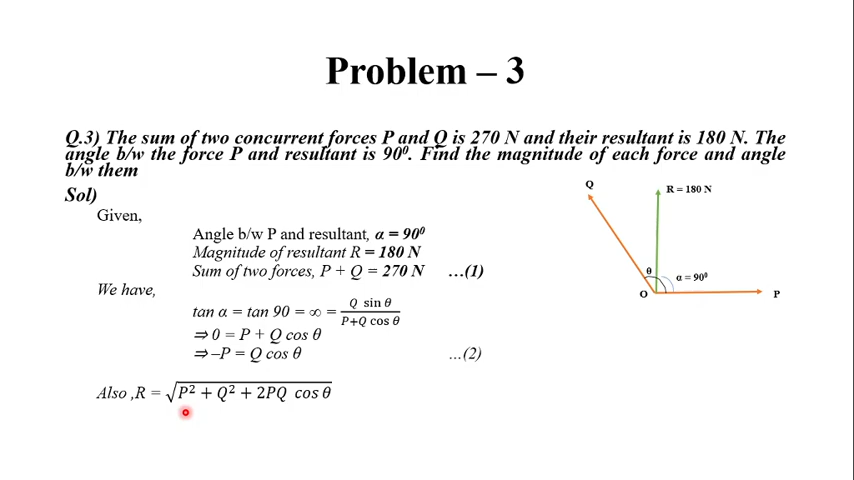 Problem – 3
Q.3) The sum of two concurrent forces P and Q is 270 N and their resultant is 180 N. The
angle b/w the force P and resultant is 90⁰. Find the magnitude of each force and angle
b/w them
Sol)
Given,
Angle b/w P and resultant, α = 90⁰
Magnitude of resultant R = 180 N
Sum of two forces, P + Q = 270 N …(1)
We have,
tan α = tan 90 = ∞ = Q sin θ / P+Q cos θ
⇒ 0 = P + Q cos θ
⇒ –P = Q cos θ …(2)
Also ,R = √P² + Q² + 2PQ cos θ
Q
R = 180 N
θ
α = 90⁰
O
P